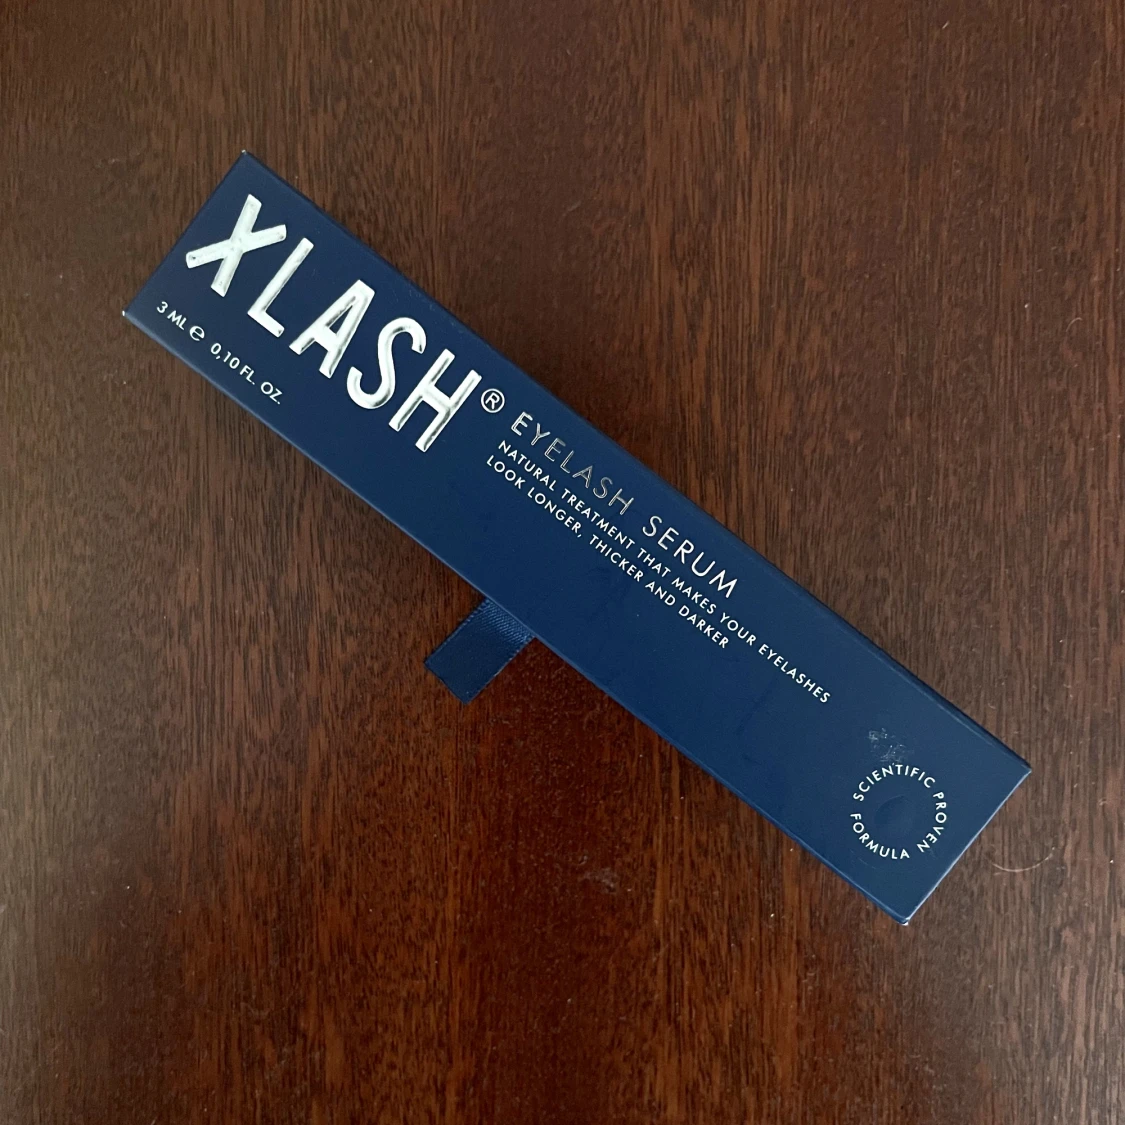 XLASH®
3 ML ℮ 0,10 FL. OZ.
EYELASH SERUM
NATURAL TREATMENT THAT MAKES YOUR EYELASHES
LOOK LONGER, THICKER AND DARKER
SCIENTIFIC PROVEN FORMULA